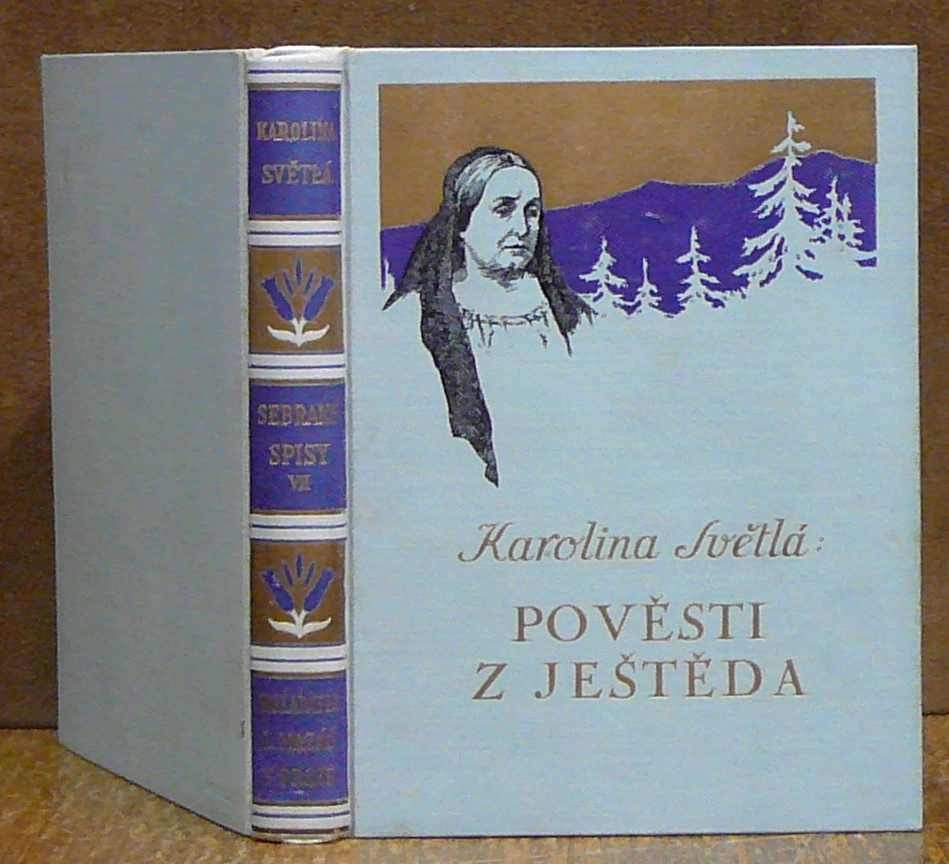 KAROLINA
SVĚTLÁ
SEBRANÉ
SPISY
VII
Karolina Světlá:
POVĚSTI
Z JEŠTĚDA